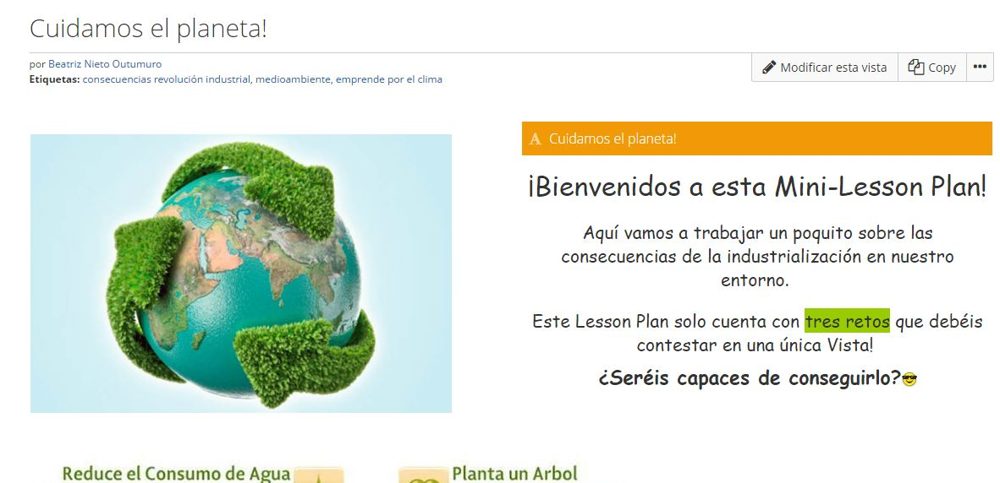 Cuidamos el planeta!
por Beatriz Nieto Outumuro
Etiquetas: consecuencias revolución industrial, medioambiente, emprende por el clima
Modificar esta vista
Copy
Cuidamos el planeta!
¡Bienvenidos a esta Mini-Lesson Plan!
Aquí vamos a trabajar un poquito sobre las
consecuencias de la industrialización en nuestro
entorno.
Este Lesson Plan solo cuenta con tres retos que debéis
contestar en una única Vista!
¿Seréis capaces de conseguirlo?😎
Reduce el Consumo de Agua
Planta un Arbol